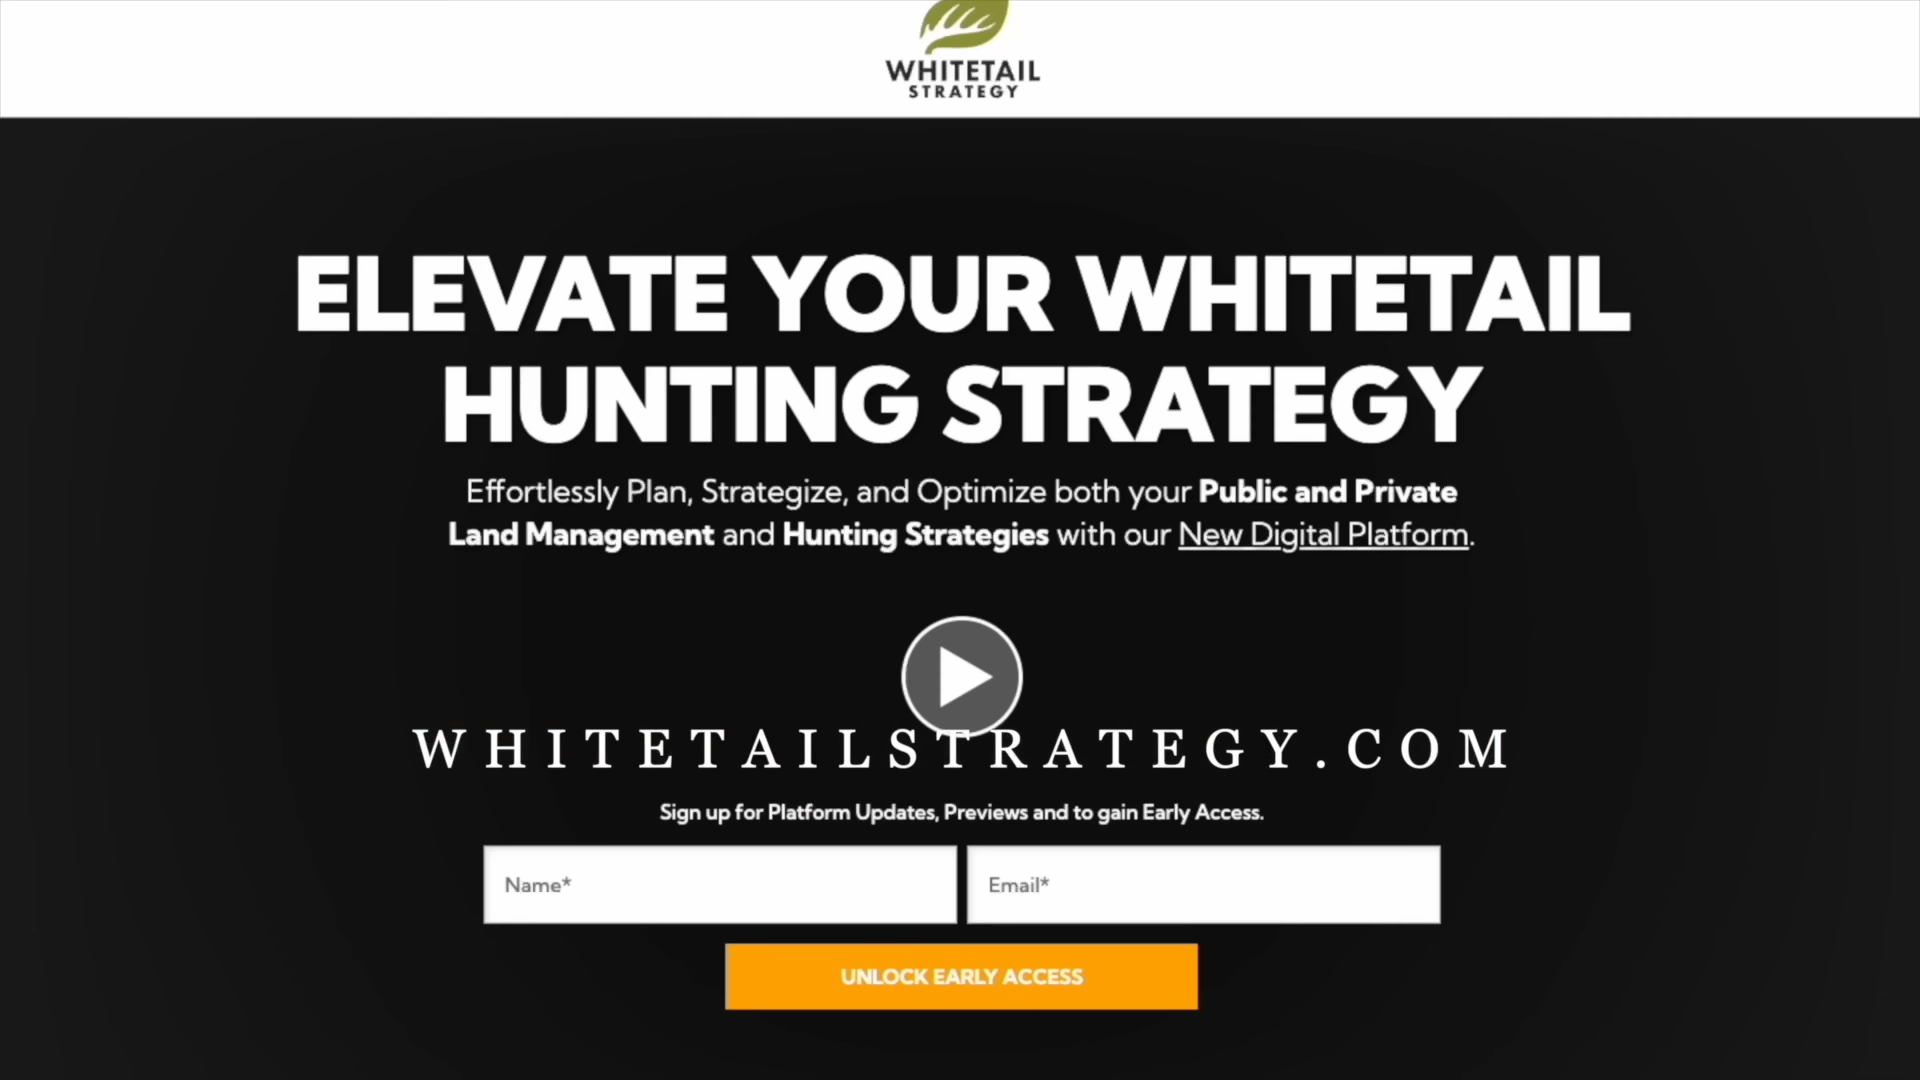 WHITETAIL
STRATEGY
ELEVATE YOUR WHITETAIL
HUNTING STRATEGY
Effortlessly Plan, Strategize, and Optimize both your Public and Private
Land Management and Hunting Strategies with our New Digital Platform.
WHITETAILSTRATEGY.COM
Sign up for Platform Updates, Previews and to gain Early Access.
Name*
Email*
UNLOCK EARLY ACCESS